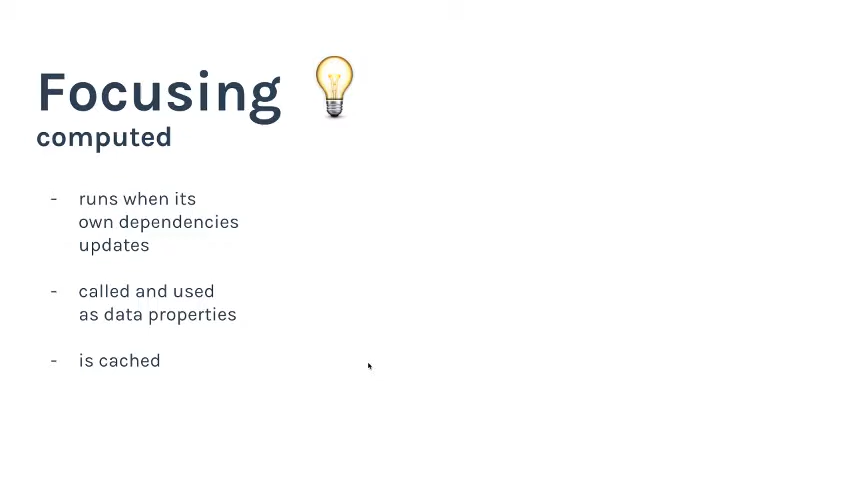 Focusing
computed
- runs when its
own dependencies
updates
- called and used
as data properties
- is cached